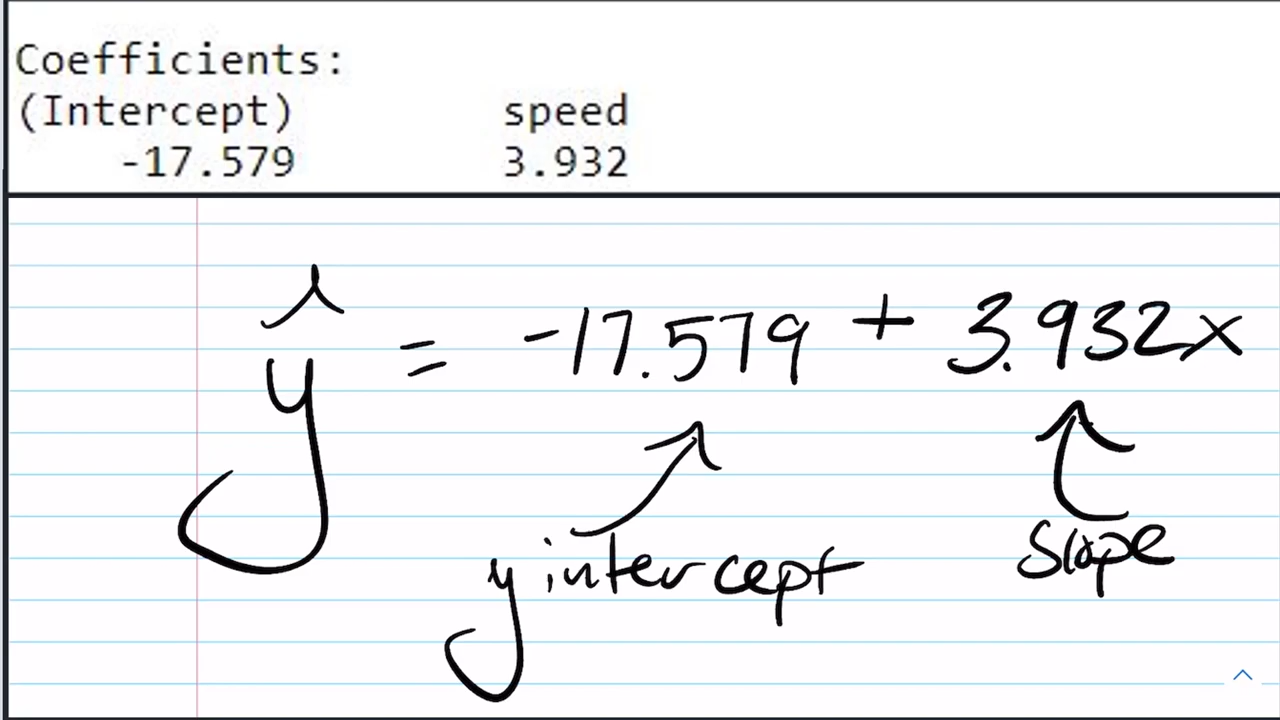 Coefficients:
(Intercept) speed
-17.579 3.932
ŷ = -17.579 + 3.932x
y intercept slope